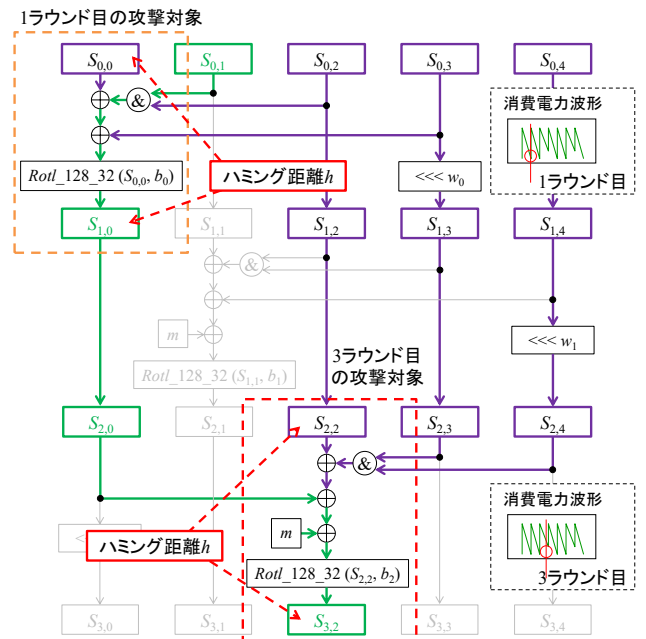 1ラウンド目の攻撃対象
S0,0 S0,1 S0,2 S0,3 S0,4
&
消費電力波形
1ラウンド目
Rotl_128_32 (S0,0, b0)
ハミング距離h
<<< w0
S1,0 S1,1 S1,2 S1,3 S1,4
&
m
<<< w1
Rotl_128_32 (S1,1, b1)
3ラウンド目
の攻撃対象
S2,0 S2,1 S2,2 S2,3 S2,4
&
消費電力波形
3ラウンド目
<
ハミング距離h
m
Rotl_128_32 (S2,2, b2)
S3,0 S3,1 S3,2 S3,3 S3,4